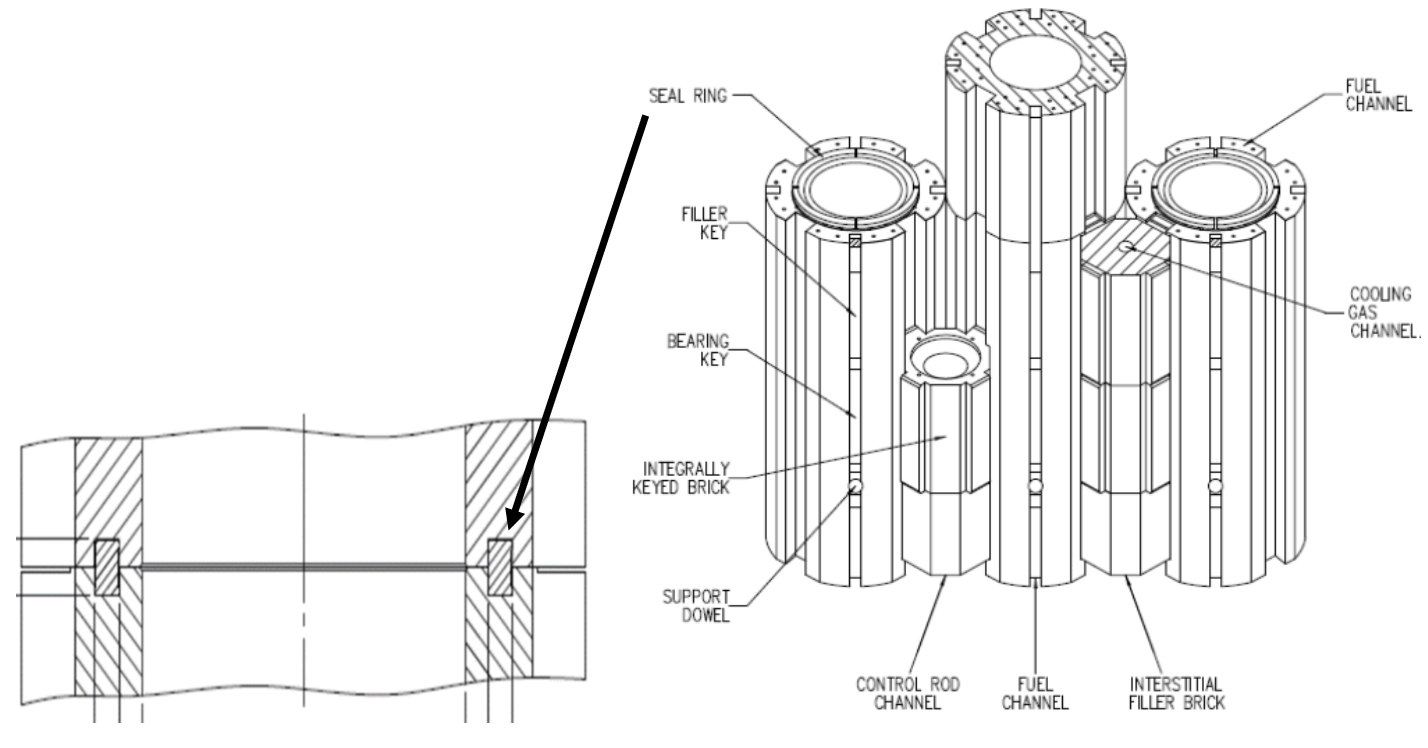 SEAL RING
FUEL
CHANNEL
FILLER
KEY
COOLING
GAS
CHANNEL.
BEARING
KEY
INTEGRALLY
KEYED BRICK
SUPPORT
DOWEL
CONTROL ROD
CHANNEL
FUEL
CHANNEL
INTERSTITIAL
FILLER BRICK